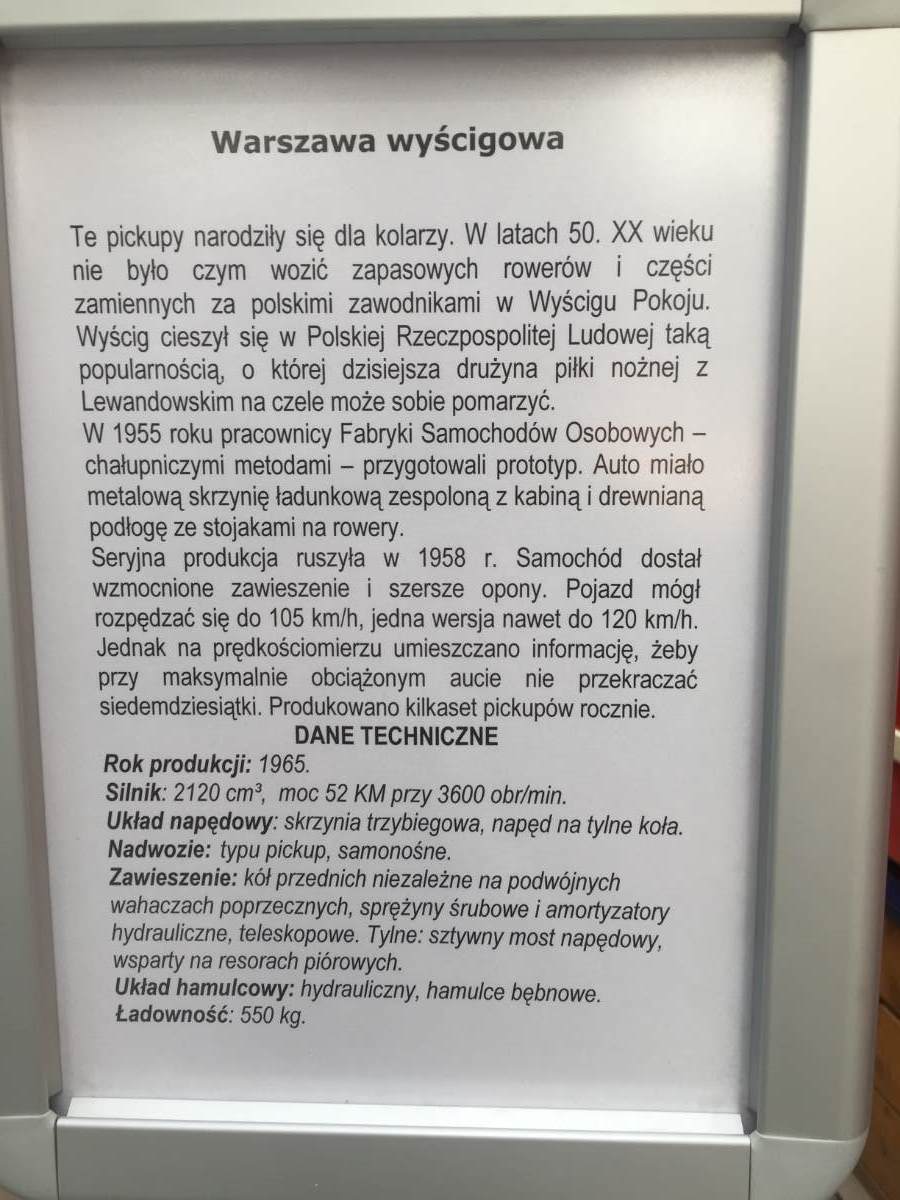 Warszawa wyścigowa
Te pickupy narodziły się dla kolarzy. W latach 50. XX wieku
nie było czym wozić zapasowych rowerów i części
zamiennych za polskimi zawodnikami w Wyścigu Pokoju.
Wyścig cieszył się w Polskiej Rzeczpospolitej Ludowej taką
popularnością, o której dzisiejsza drużyna piłki nożnej z
Lewandowskim na czele może sobie pomarzyć.
W 1955 roku pracownicy Fabryki Samochodów Osobowych –
chałupniczymi metodami – przygotowali prototyp. Auto miało
metalową skrzynię ładunkową zespoloną z kabiną i drewnianą
podłogę ze stojakami na rowery.
Seryjna produkcja ruszyła w 1958 r. Samochód dostał
wzmocnione zawieszenie i szersze opony. Pojazd mógł
rozpędzać się do 105 km/h, jedna wersja nawet do 120 km/h.
Jednak na prędkościomierzu umieszczano informację, żeby
przy maksymalnie obciążonym aucie nie przekraczać
siedemdziesiątki. Produkowano kilkaset pickupów rocznie.
DANE TECHNICZNE
Rok produkcji: 1965.
Silnik: 2120 cm³, moc 52 KM przy 3600 obr/min.
Układ napędowy: skrzynia trzybiegowa, napęd na tylne koła.
Nadwozie: typu pickup, samonośne.
Zawieszenie: kół przednich niezależne na podwójnych
wahaczach poprzecznych, sprężyny śrubowe i amortyzatory
hydrauliczne, teleskopowe. Tylne: sztywny most napędowy,
wsparty na resorach piórowych.
Układ hamulcowy: hydrauliczny, hamulce bębnowe.
Ładowność: 550 kg.